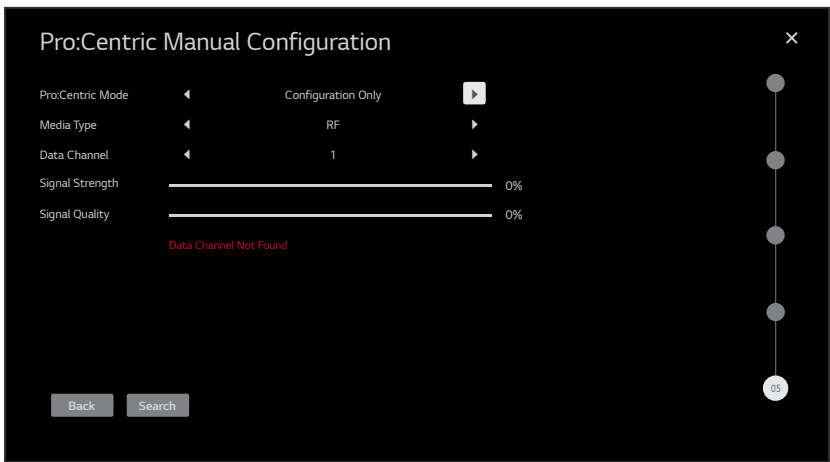 Pro:Centric Manual Configuration
Pro:Centric Mode Configuration Only
Media Type RF
Data Channel 1
Signal Strength 0%
Signal Quality 0%
Data Channel Not Found
05
Back Search